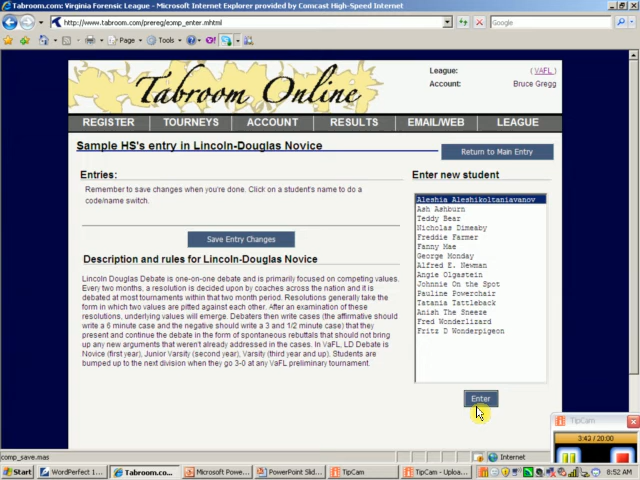 Tabroom.com: Virginia Forensic League - Microsoft Internet Explorer provided by Comcast High-Speed Internet
http://www.tabroom.com/prereg/comp_enter.mhtml
Google
Page
Tools
Tabroom Online
League: ( VAFL )
Account: Bruce Gregg
REGISTER TOURNEYS ACCOUNT RESULTS EMAIL/WEB LEAGUE
Sample HS's entry in Lincoln-Douglas Novice
Return to Main Entry
Entries:
Remember to save changes when you're done. Click on a student's name to do a
code/name switch.
Save Entry Changes
Description and rules for Lincoln-Douglas Novice
Lincoln Douglas Debate is one-on-one debate and is primarily focused on competing values.
Every two months, a resolution is decided upon by coaches across the nation and it is
debated at most tournaments within that two month period. Resolutions generally take the
form in which two values are pitted against each other. After an examination of these
resolutions, underlying values will emerge. Debaters then write cases (the affirmative should
write a 6 minute case and the negative should write a 3 and 1/2 minute case) that they
present and continue the debate in the form of spontaneous rebuttals that should not bring
up any new arguments that weren't already addressed in the cases. In VAFL, LD Debate is
Novice (first year), Junior Varsity (second year), Varsity (third year and up). Students are
bumped up to the next division when they go 3-0 at any VAFL preliminary tournament.
Enter new student
Aleshia Aleshikoltaniavanov
Ash Ashburn
Teddy Bear
Nicholas Dimeaby
Freddie Farmer
Fanny Mae
George Monday
Alfred E. Newman
Angie Olgastein
Johnnie On the Spot
Pauline Powerchair
Tatania Tattleback
Anish The Sneeze
Fred Wonderlizard
Fritz D Wonderpigeon
Enter
TipCam
3:43 / 20:00
comp_save.mas
Internet
Start
WordPerfect 1...
Tabroom.co...
Microsoft Powe...
PowerPoint Slid...
TipCam
TipCam - Uploa...
8:52 AM